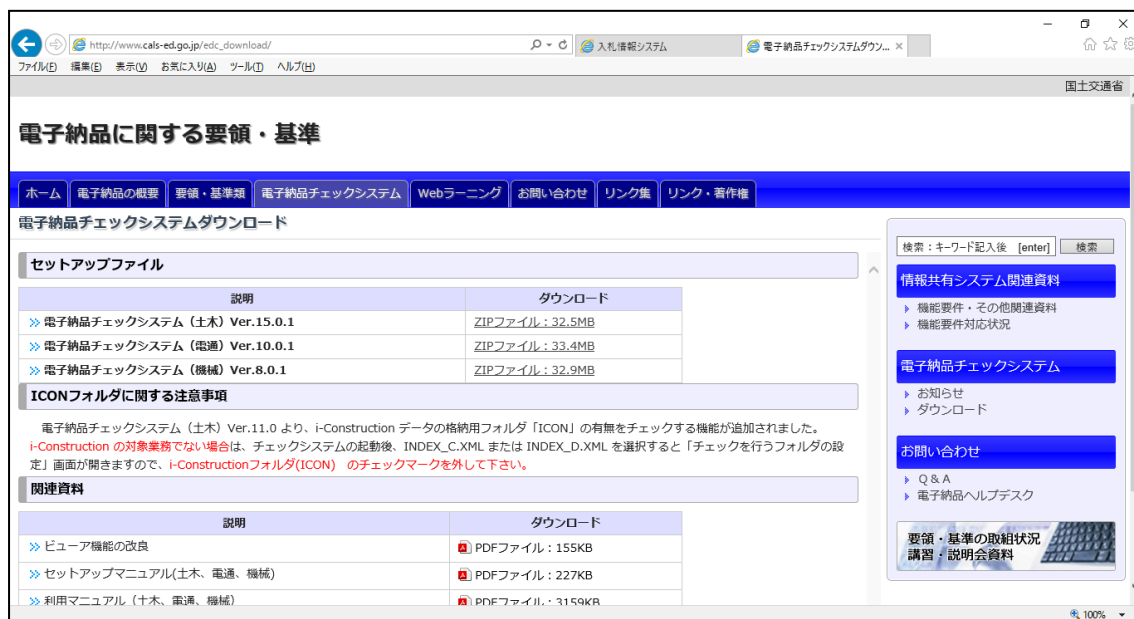 http://www.cals-ed.go.jp/edc_download/
入札情報システム
電子納品チェックシステムダウン...
ファイル(F) 編集(E) 表示(V) お気に入り(A) ツール(T) ヘルプ(H)
国土交通省
電子納品に関する要領・基準
ホーム 電子納品の概要 要領・基準類 電子納品チェックシステム Webラーニング お問い合わせ リンク集 リンク・著作権
電子納品チェックシステムダウンロード
セットアップファイル
説明 ダウンロード
電子納品チェックシステム（土木）Ver.15.0.1 ZIPファイル：32.5MB
電子納品チェックシステム（電通）Ver.10.0.1 ZIPファイル：33.4MB
電子納品チェックシステム（機械）Ver.8.0.1 ZIPファイル：32.9MB
ICONフォルダに関する注意事項
電子納品チェックシステム（土木）Ver.11.0 より、i-Construction データの格納用フォルダ「ICON」の有無をチェックする機能が追加されました。
i-Construction の対象業務でない場合は、チェックシステムの起動後、INDEX_C.XML または INDEX_D.XML を選択すると「チェックを行うフォルダの設
定」画面が開きますので、i-Constructionフォルダ(ICON) のチェックマークを外して下さい。
関連資料
説明 ダウンロード
ビューア機能の改良 PDFファイル：155KB
セットアップマニュアル(土木、電通、機械) PDFファイル：227KB
利用マニュアル（土木、電通、機械） PDFファイル：3159KB
検索：キーワード記入後 [enter] 検索
情報共有システム関連資料
機能要件・その他関連資料
機能要件対応状況
電子納品チェックシステム
お知らせ
ダウンロード
お問い合わせ
Q＆A
電子納品ヘルプデスク
要領・基準の取組状況
講習・説明会資料
100%